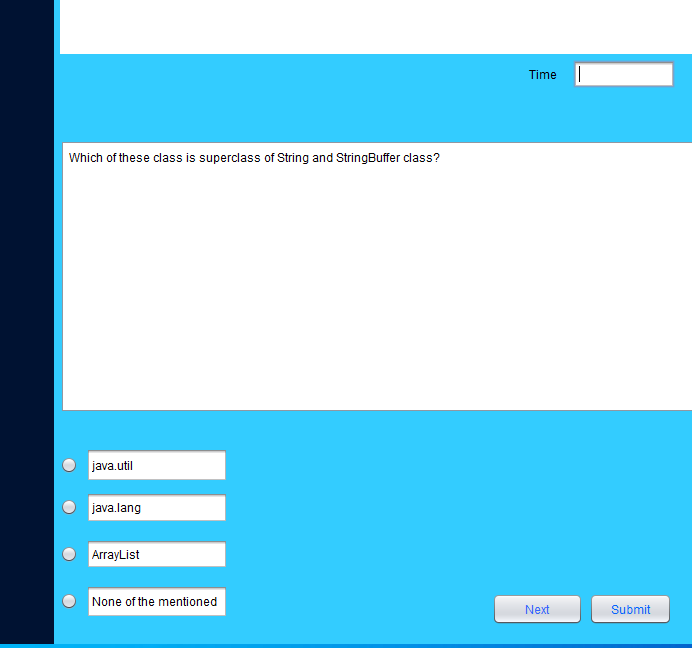 Time
Which of these class is superclass of String and StringBuffer class?
java.util
java.lang
ArrayList
None of the mentioned
Next Submit